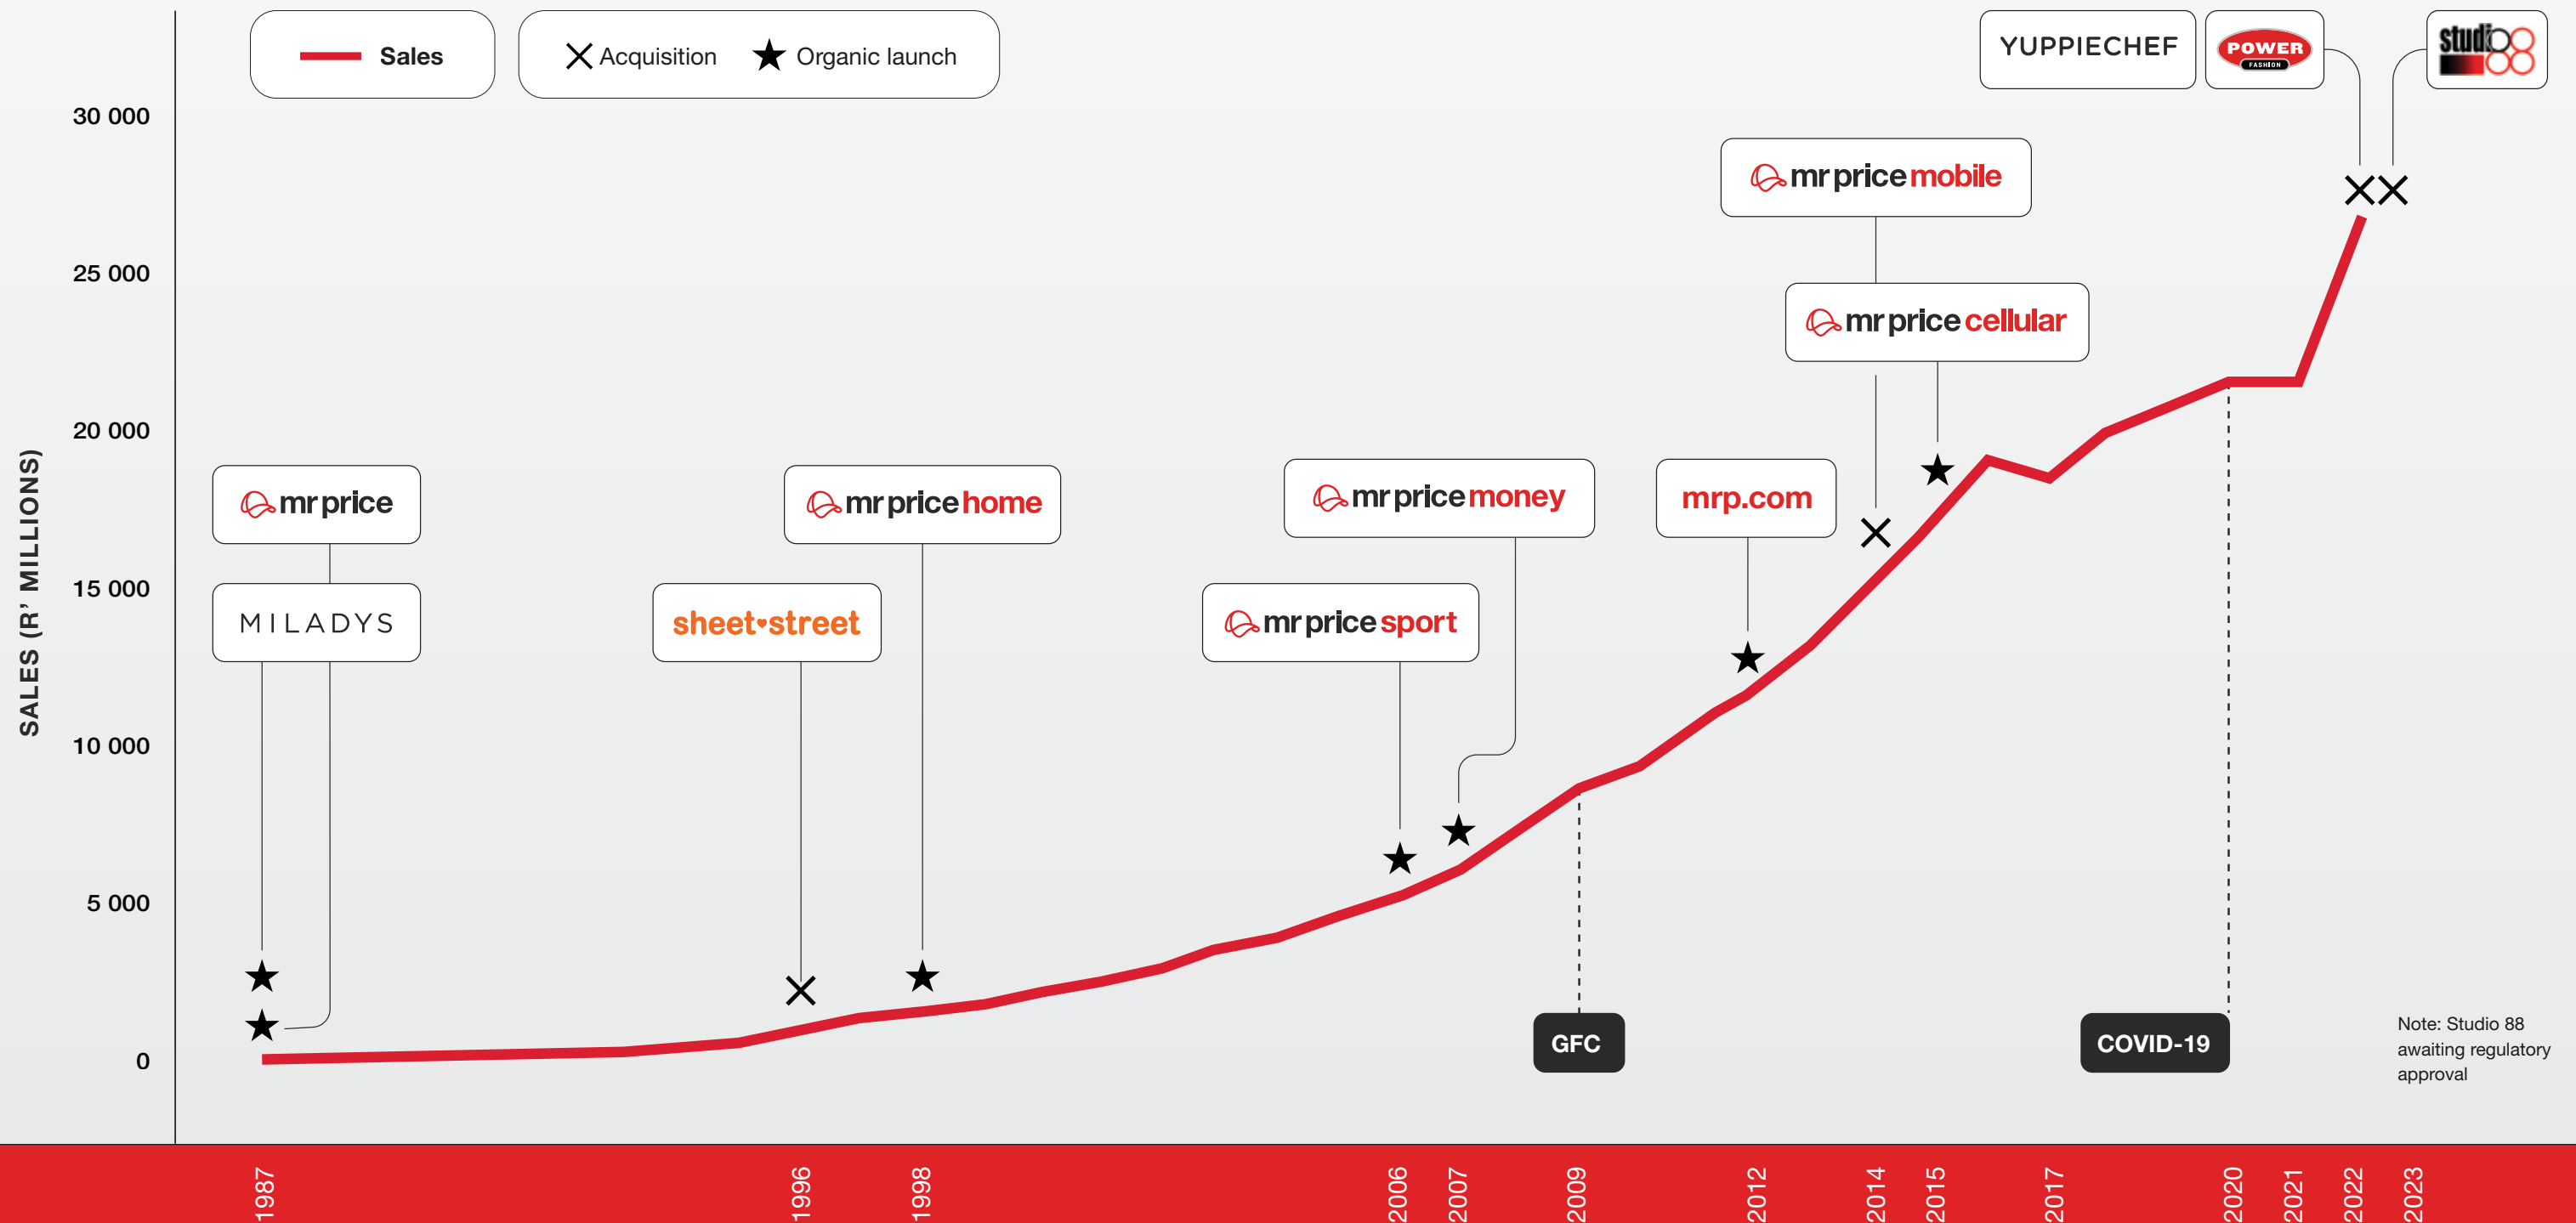 Sales
Acquisition
Organic launch
YUPPIECHEF
POWER
FASHION
studio
88
SALES (R' MILLIONS)
30 000
25 000
20 000
15 000
10 000
5 000
0
mr price mobile
mr price cellular
mr price
MILADYS
sheet street
mr price home
mr price money
mr price sport
mrp.com
GFC
COVID-19
Note: Studio 88
awaiting regulatory
approval
1987
1996
1998
2006
2007
2009
2012
2014
2015
2017
2020
2021
2022
2023